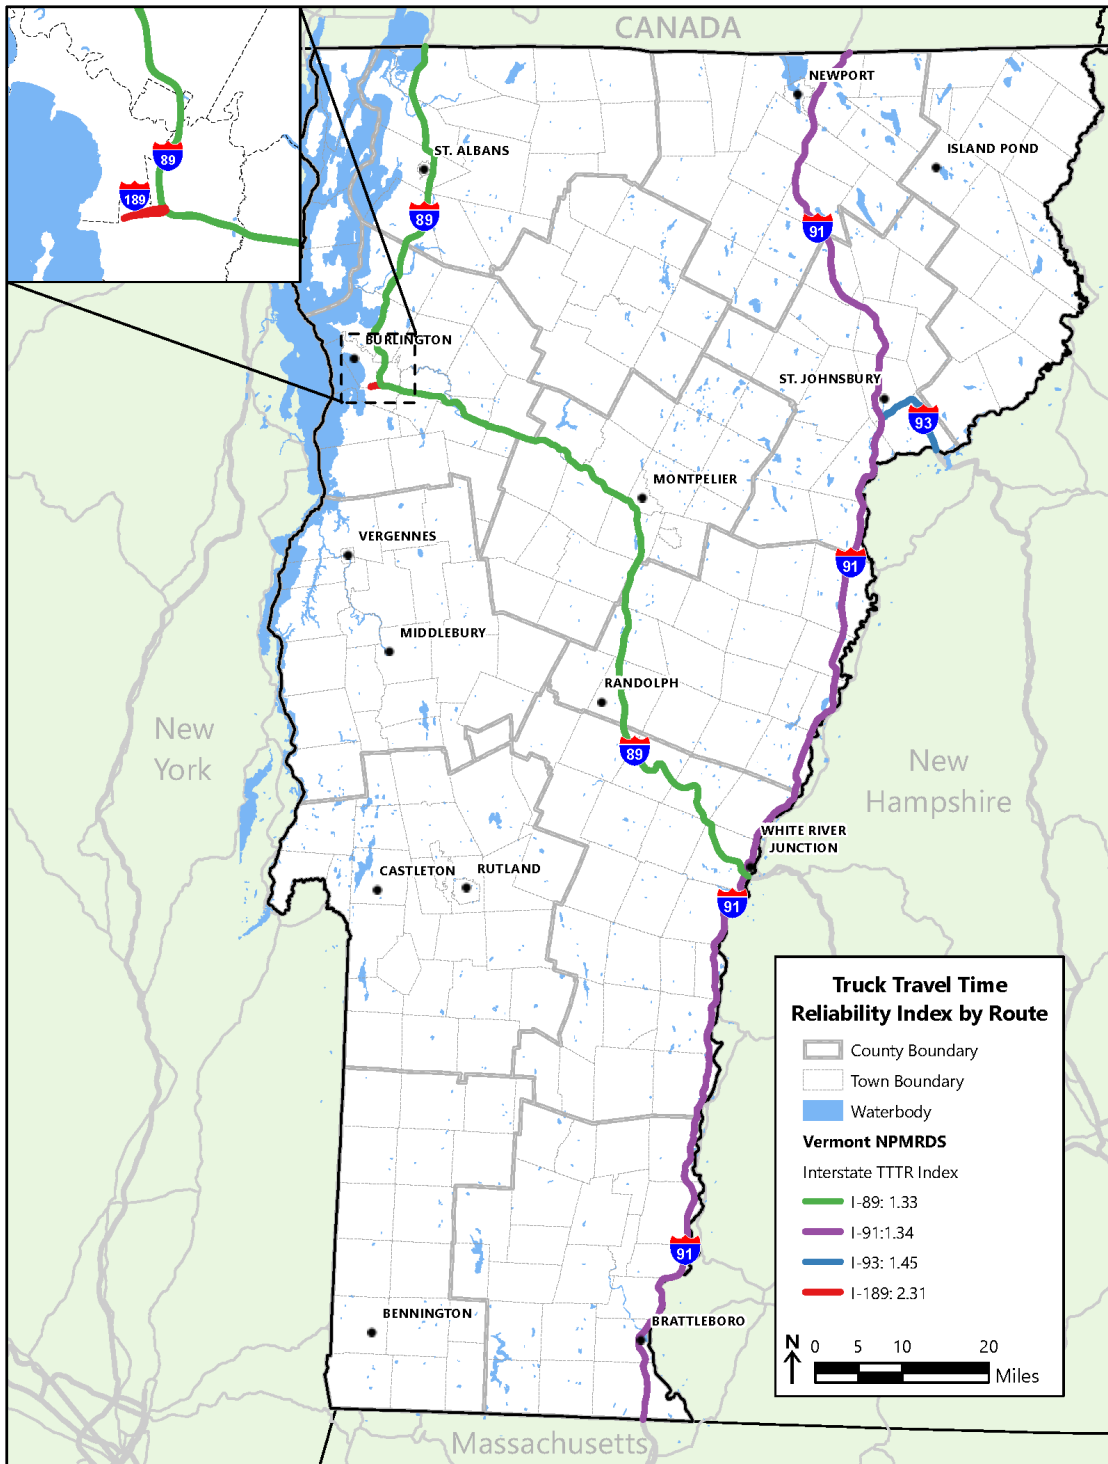 CANADA
NEWPORT
ISLAND POND
ST. ALBANS
89
189
89
91
BURLINGTON
ST. JOHNSBURY
93
MONTPELIER
VERGENNES
91
MIDDLEBURY
RANDOLPH
New
York
89
New
Hampshire
WHITE RIVER
JUNCTION
CASTLETON
RUTLAND
91
Truck Travel Time
Reliability Index by Route
County Boundary
Town Boundary
Waterbody
Vermont NPMRDS
Interstate TTTR Index
I-89: 1.33
I-91:1.34
I-93: 1.45
I-189: 2.31
91
BENNINGTON
BRATTLEBORO
N
0 5 10 20
Miles
Massachusetts